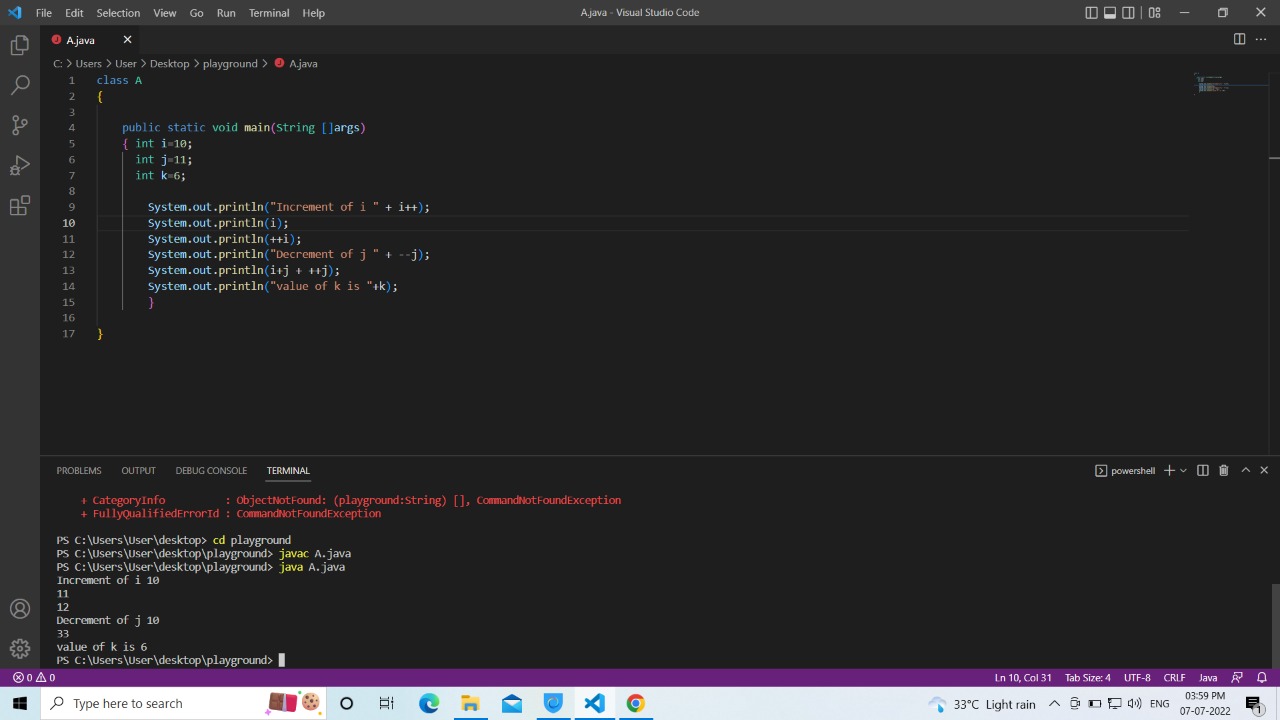 File Edit Selection View Go Run Terminal Help A.java - Visual Studio Code
J A.java
C: > Users > User > Desktop > playground > J A.java
1 class A
2 {
3
4 public static void main(String []args)
5 { int i=10;
6 int j=11;
7 int k=6;
8
9 System.out.println("Increment of i " + i++);
10 System.out.println(i);
11 System.out.println(++i);
12 System.out.println("Decrement of j " + --j);
13 System.out.println(i+j + ++j);
14 System.out.println("value of k is "+k);
15 }
16
17 }
PROBLEMS OUTPUT DEBUG CONSOLE TERMINAL powershell
+ CategoryInfo : ObjectNotFound: (playground:String) [], CommandNotFoundException
+ FullyQualifiedErrorId : CommandNotFoundException
PS C:\Users\User\desktop> cd playground
PS C:\Users\User\desktop\playground> javac A.java
PS C:\Users\User\desktop\playground> java A.java
Increment of i 10
11
12
Decrement of j 10
33
value of k is 6
PS C:\Users\User\desktop\playground>
0 0 Ln 10, Col 31 Tab Size: 4 UTF-8 CRLF Java
Type here to search 33°C Light rain ENG 03:59 PM
07-07-2022 1